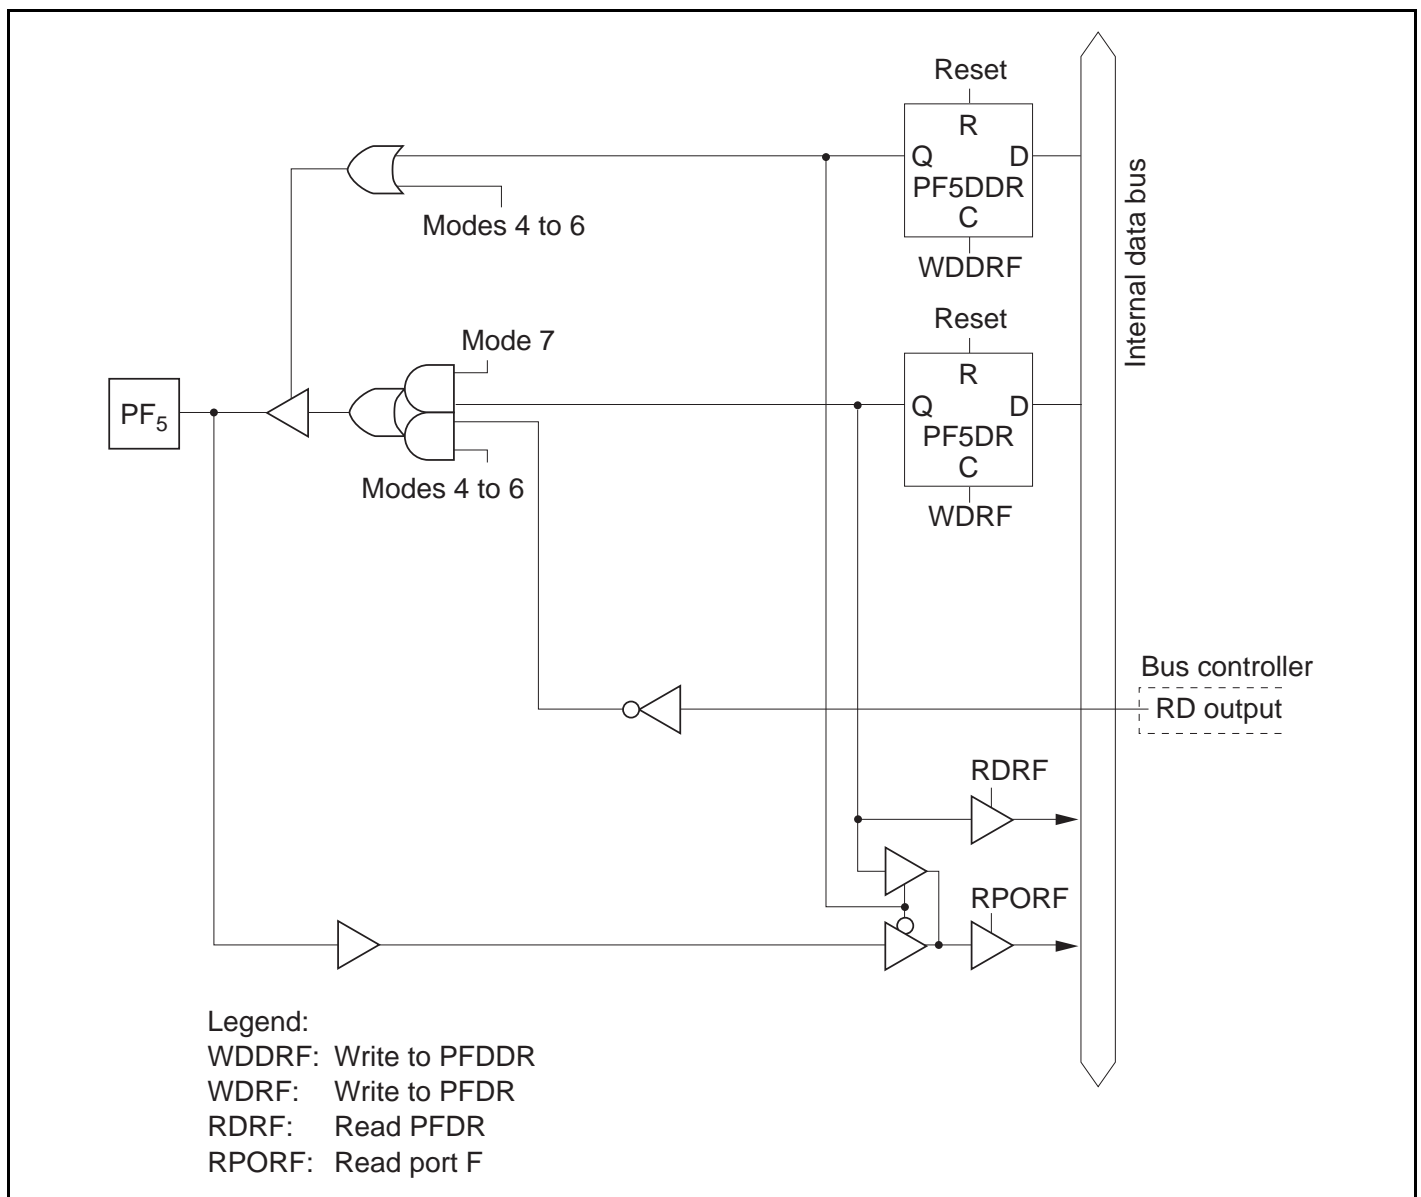 Reset
R
Q D
PF5DDR
C
WDDRF
Modes 4 to 6
Internal data bus
Reset
R
Q D
PF5DR
C
WDRF
Mode 7
PF5
Modes 4 to 6
Bus controller
RD output
RDRF
RPORF
Legend:
WDDRF: Write to PFDDR
WDRF: Write to PFDR
RDRF: Read PFDR
RPORF: Read port F